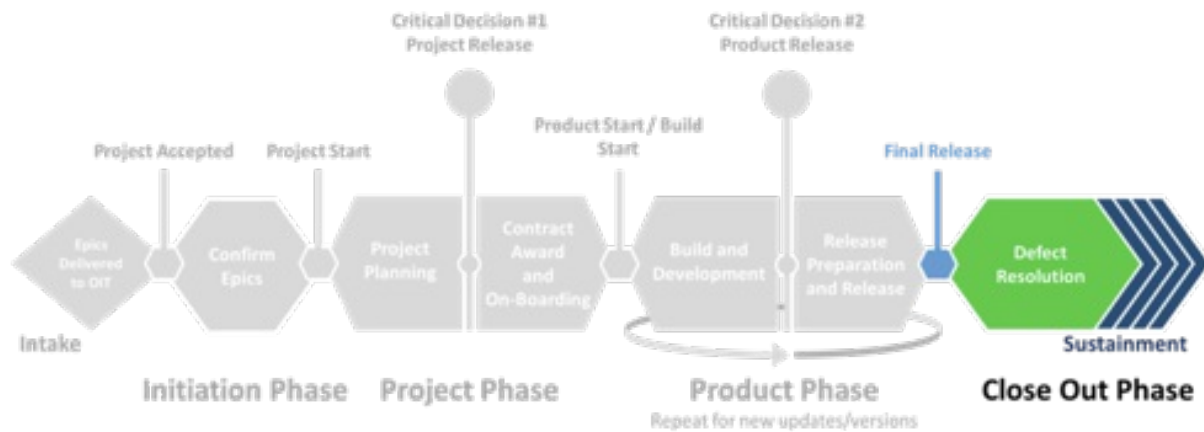 Critical Decision #1
Project Release
Critical Decision #2
Product Release
Product Start / Build
Start
Project Accepted
Project Start
Final Release
Epics
Delivered
to OIT
Confirm
Epics
Project
Planning
Contract
Award
and
On-Boarding
Build and
Development
Release
Preparation
and Release
Defect
Resolution
Intake
Sustainment
Initiation Phase
Project Phase
Product Phase
Close Out Phase
Repeat for new updates/versions